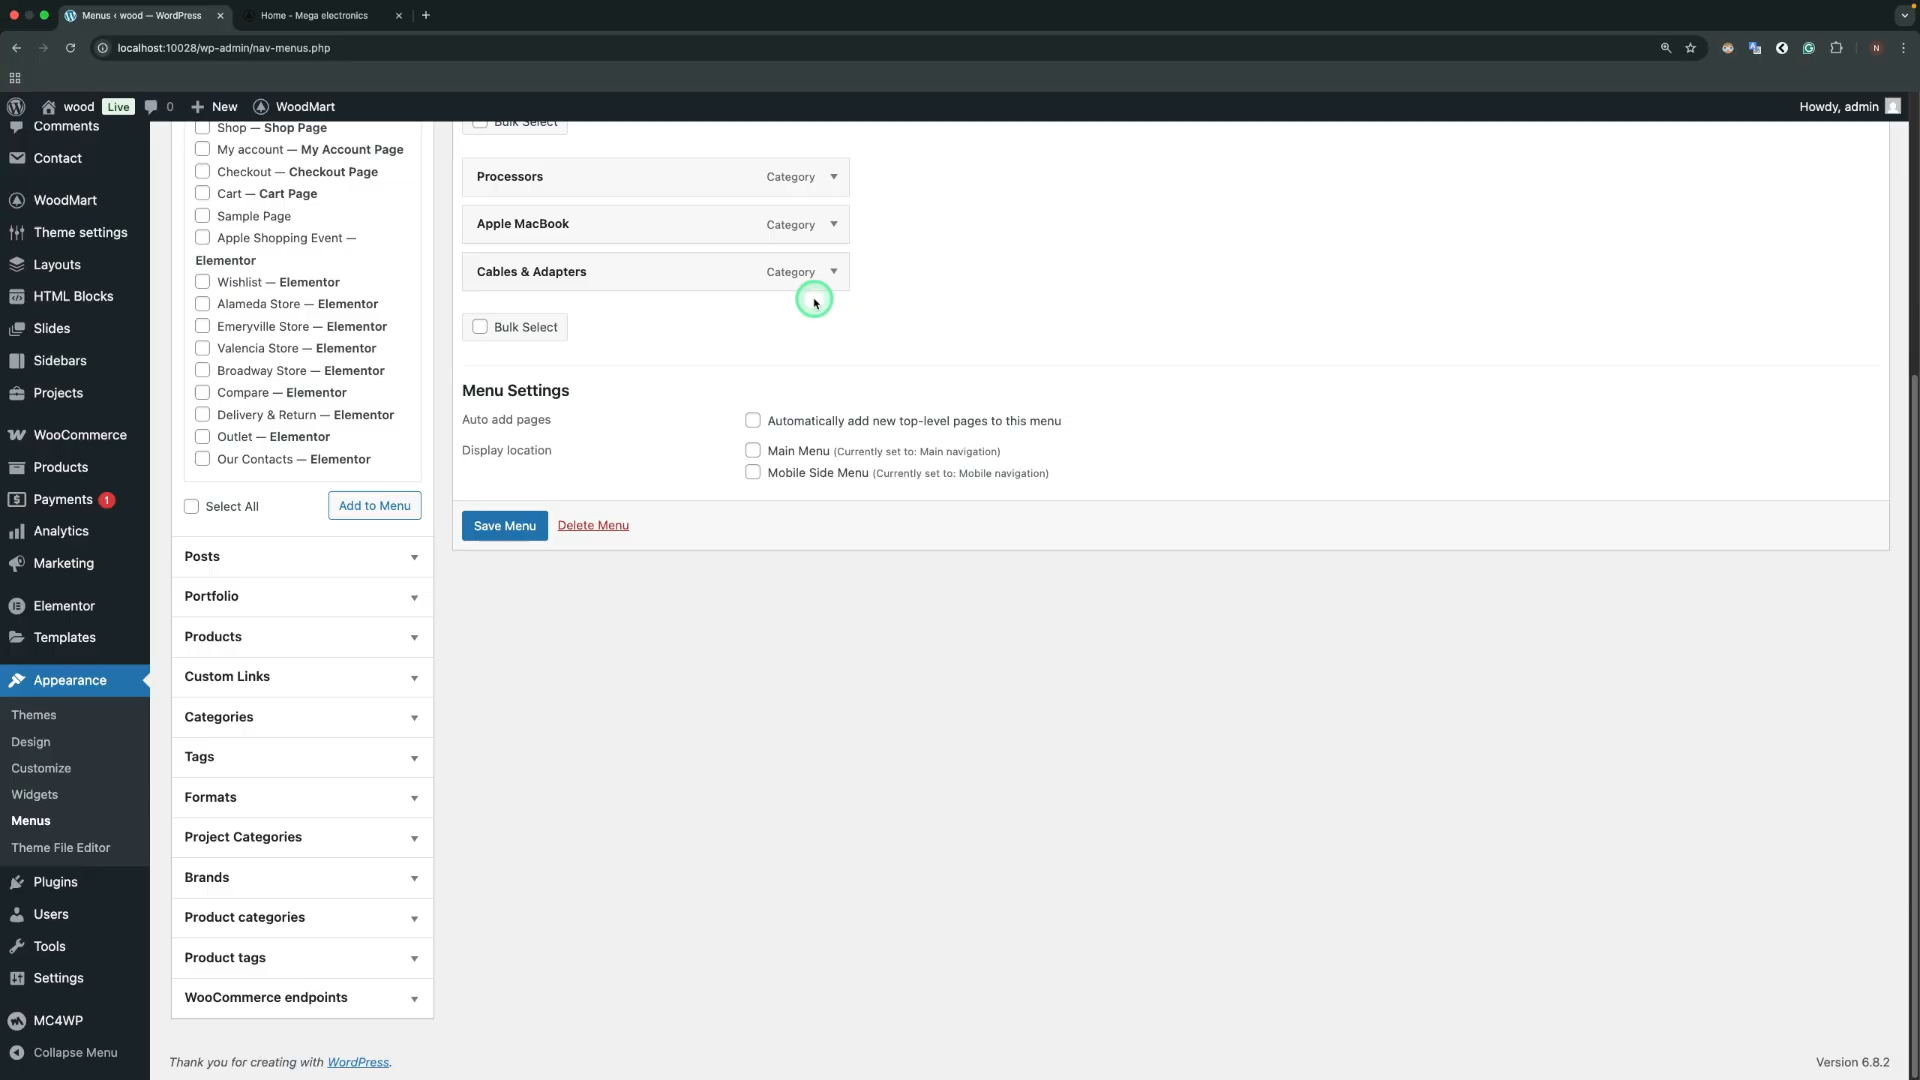 Menus ‹ wood — WordPress
Home - Mega electronics
localhost:10028/wp-admin/nav-menus.php
N
wood
Live
0
New
WoodMart
Howdy, admin
Comments
Contact
WoodMart
Theme settings
Layouts
HTML Blocks
Slides
Sidebars
Projects
WooCommerce
Products
Payments 1
Analytics
Marketing
Elementor
Templates
Appearance
Themes
Design
Customize
Widgets
Menus
Theme File Editor
Plugins
Users
Tools
Settings
MC4WP
Collapse Menu
Shop — Shop Page
My account — My Account Page
Checkout — Checkout Page
Cart — Cart Page
Sample Page
Apple Shopping Event —
Elementor
Wishlist — Elementor
Alameda Store — Elementor
Emeryville Store — Elementor
Valencia Store — Elementor
Broadway Store — Elementor
Compare — Elementor
Delivery & Return — Elementor
Outlet — Elementor
Our Contacts — Elementor
Select All
Add to Menu
Posts
Portfolio
Products
Custom Links
Categories
Tags
Formats
Project Categories
Brands
Product categories
Product tags
WooCommerce endpoints
Bulk Select
Processors Category
Apple MacBook Category
Cables & Adapters Category
Bulk Select
Menu Settings
Auto add pages
Automatically add new top-level pages to this menu
Display location
Main Menu (Currently set to: Main navigation)
Mobile Side Menu (Currently set to: Mobile navigation)
Save Menu
Delete Menu
Thank you for creating with WordPress.
Version 6.8.2